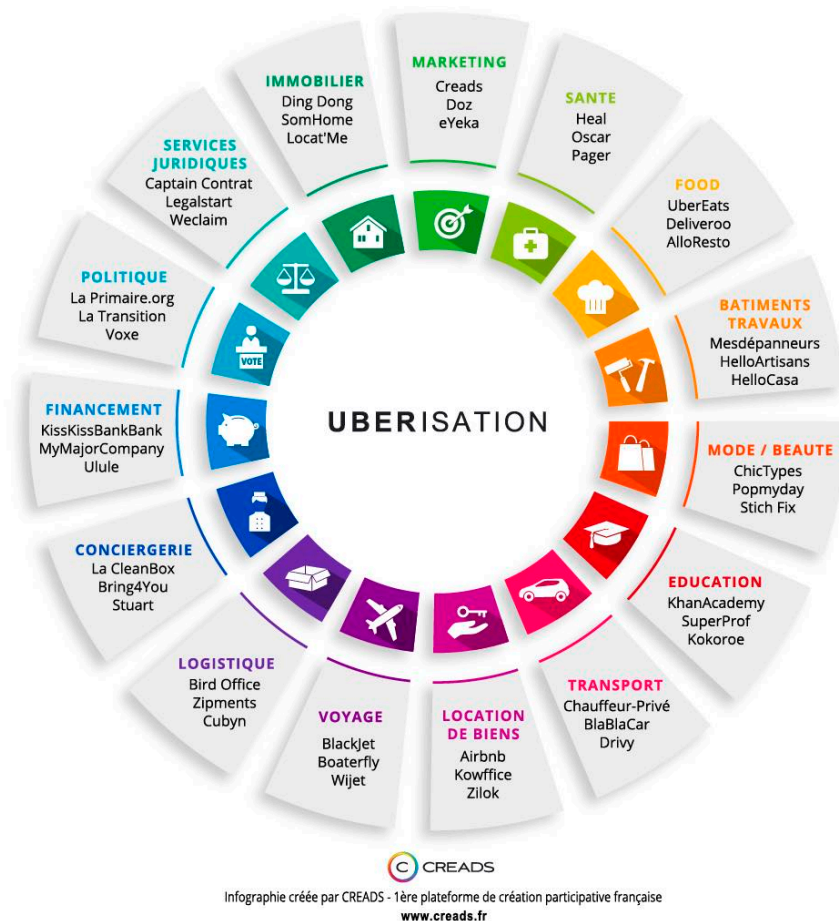 MARKETING
Creads
Doz
eYeka
SANTE
Heal
Oscar
Pager
FOOD
UberEats
Deliveroo
AlloResto
BATIMENTS
TRAVAUX
Mesdépanneurs
HelloArtisans
HelloCasa
MODE / BEAUTE
ChicTypes
Popmyday
Stich Fix
EDUCATION
KhanAcademy
SuperProf
Kokoroe
TRANSPORT
Chauffeur-Privé
BlaBlaCar
Drivy
LOCATION
DE BIENS
Airbnb
Kowffice
Zilok
VOYAGE
BlackJet
Boaterfly
Wijet
LOGISTIQUE
Bird Office
Zipments
Cubyn
CONCIERGERIE
La CleanBox
Bring4You
Stuart
FINANCEMENT
KissKissBankBank
MyMajorCompany
Ulule
POLITIQUE
La Primaire.org
La Transition
Voxe
SERVICES
JURIDIQUES
Captain Contrat
Legalstart
Weclaim
IMMOBILIER
Ding Dong
SomHome
Locat'Me
VOTE
UBERISATION
C CREADS
Infographie créée par CREADS - 1ère plateforme de création participative française
www.creads.fr